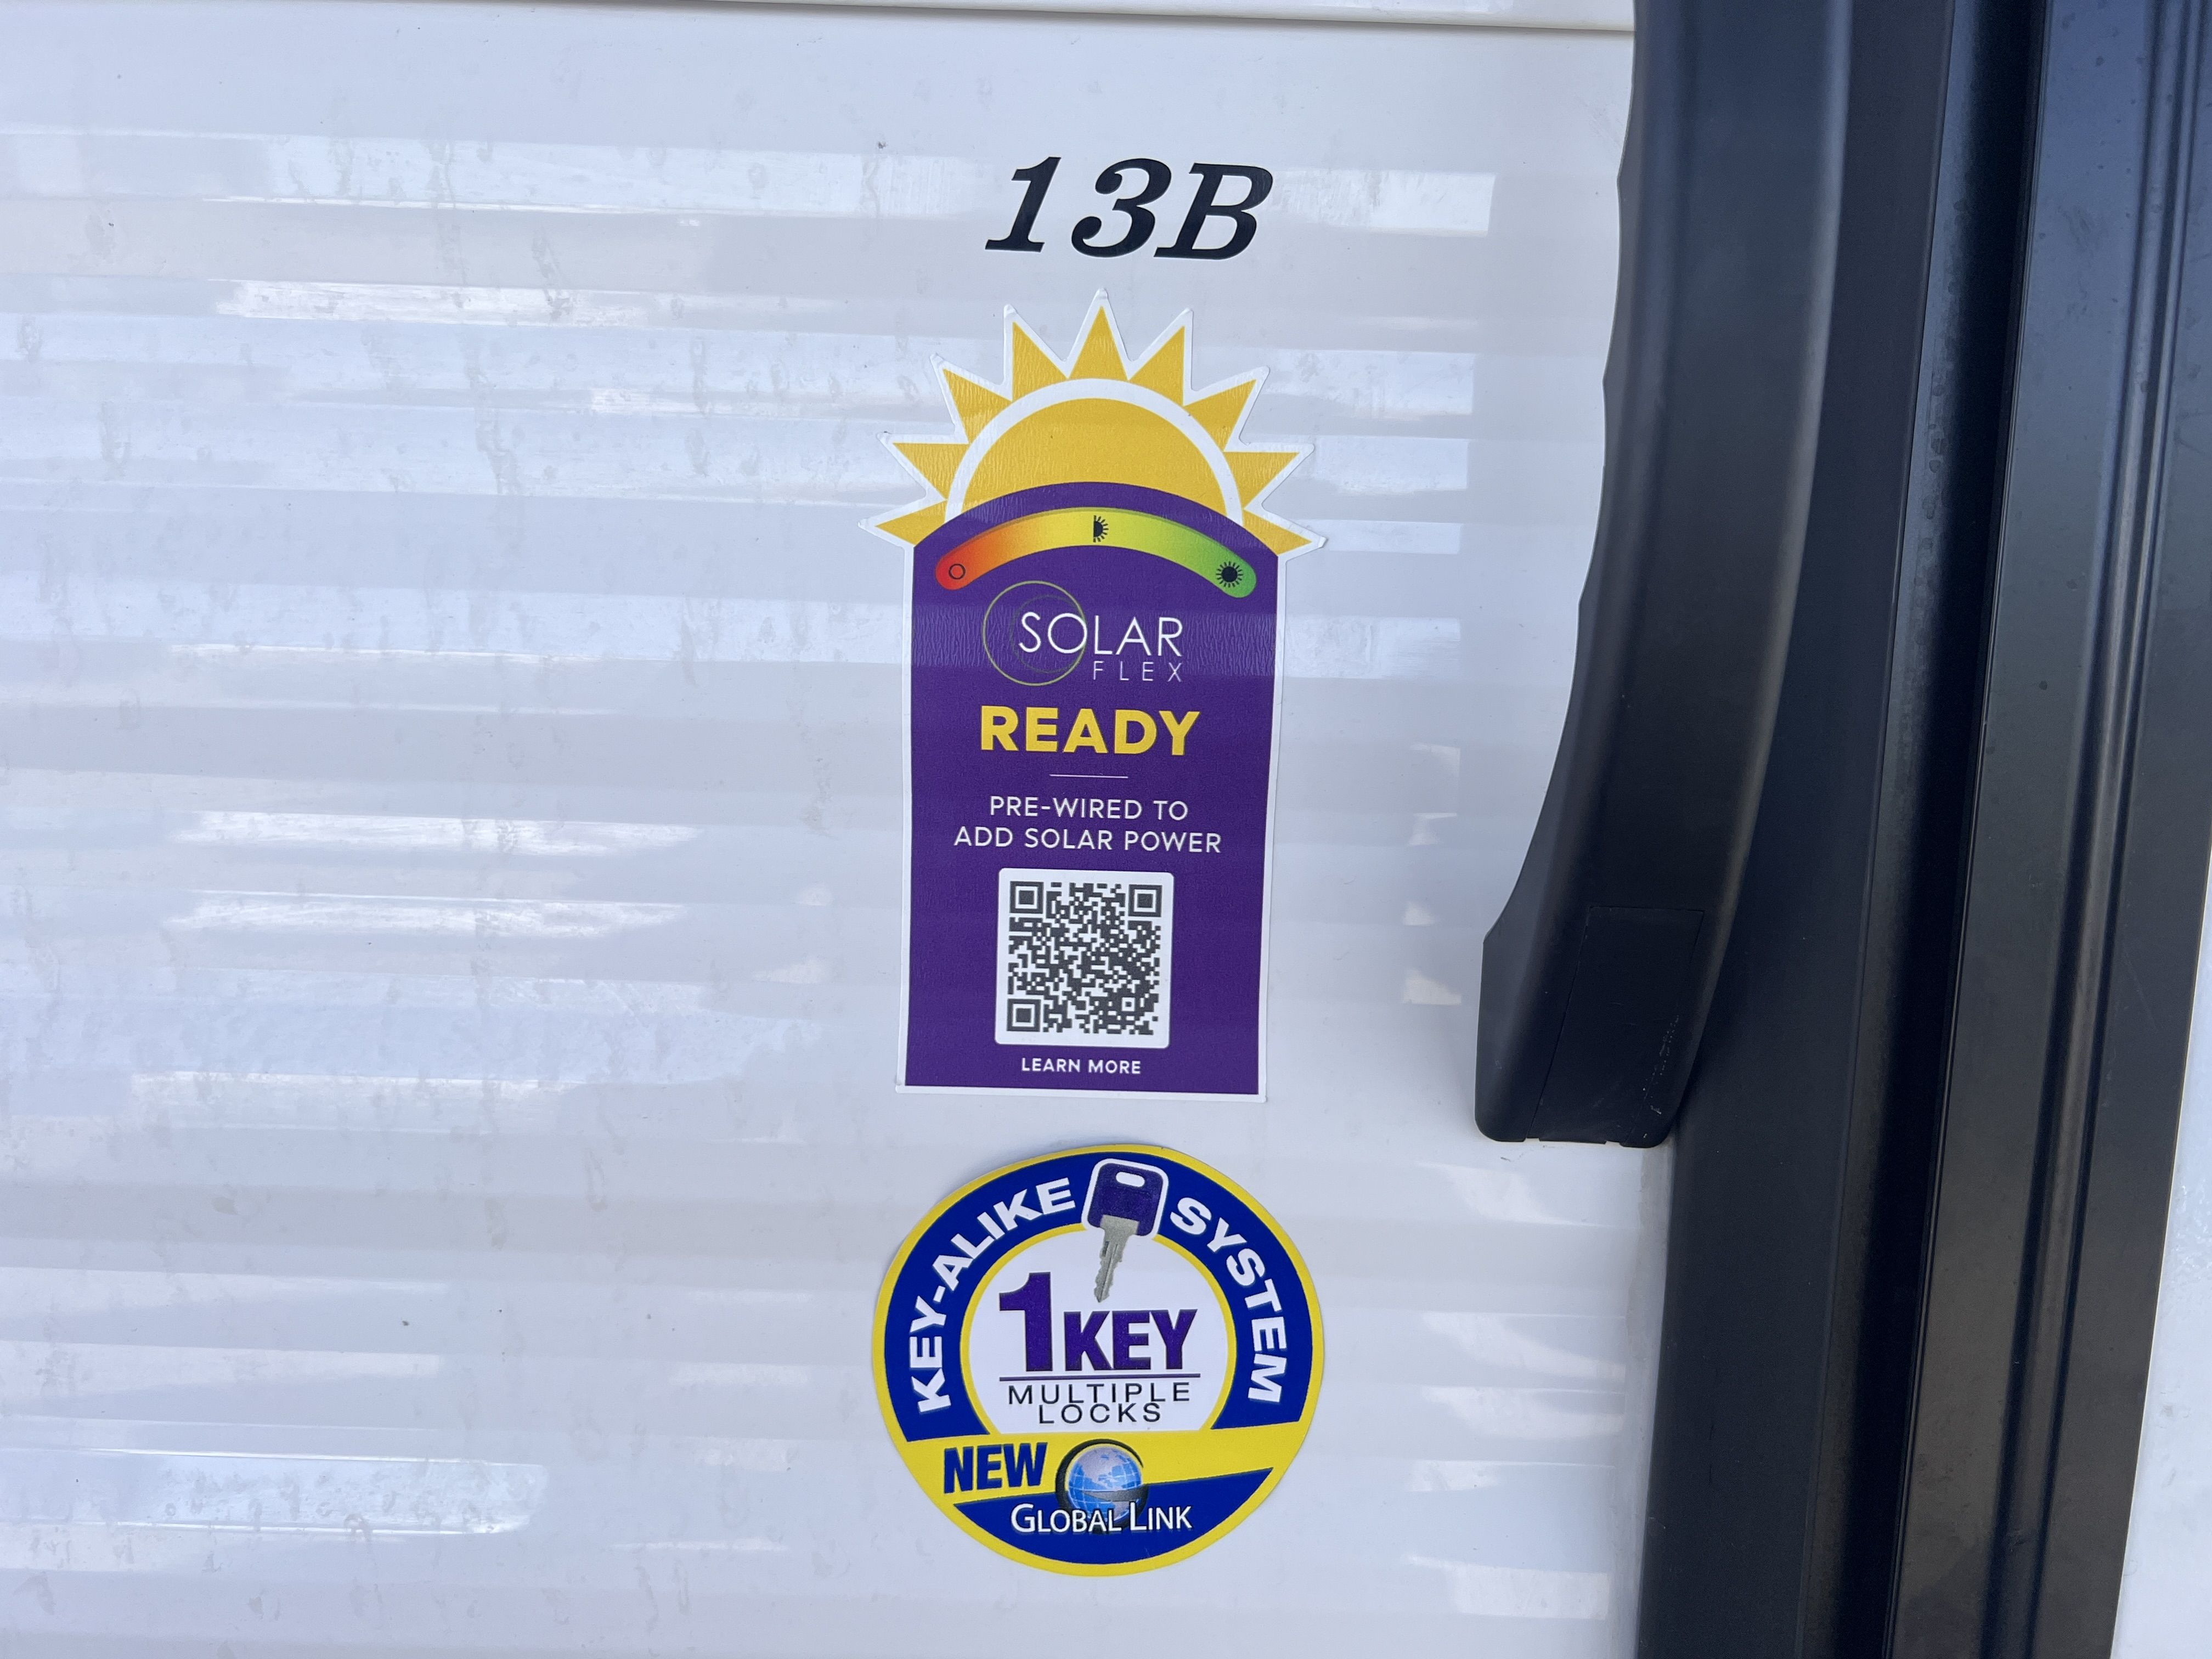 13B
SOLAR
FLEX
READY
PRE-WIRED TO
ADD SOLAR POWER
LEARN MORE
KEY-ALIKE SYSTEM
1KEY
MULTIPLE
LOCKS
NEW
GLOBAL LINK